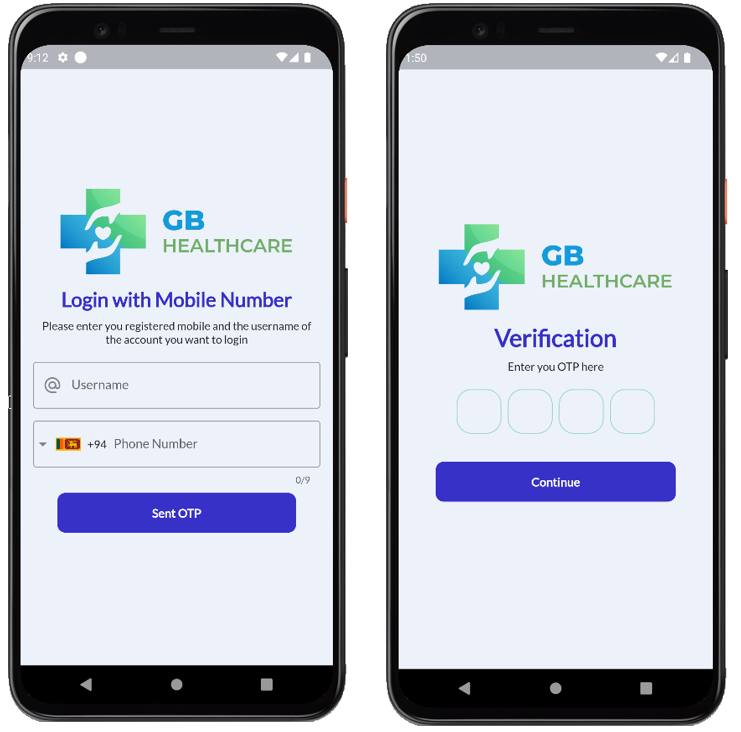 9:12
GB
HEALTHCARE
Login with Mobile Number
Please enter you registered mobile and the username of
the account you want to login
@ Username
+94 Phone Number
0/9
Sent OTP
1:50
GB
HEALTHCARE
Verification
Enter you OTP here
Continue